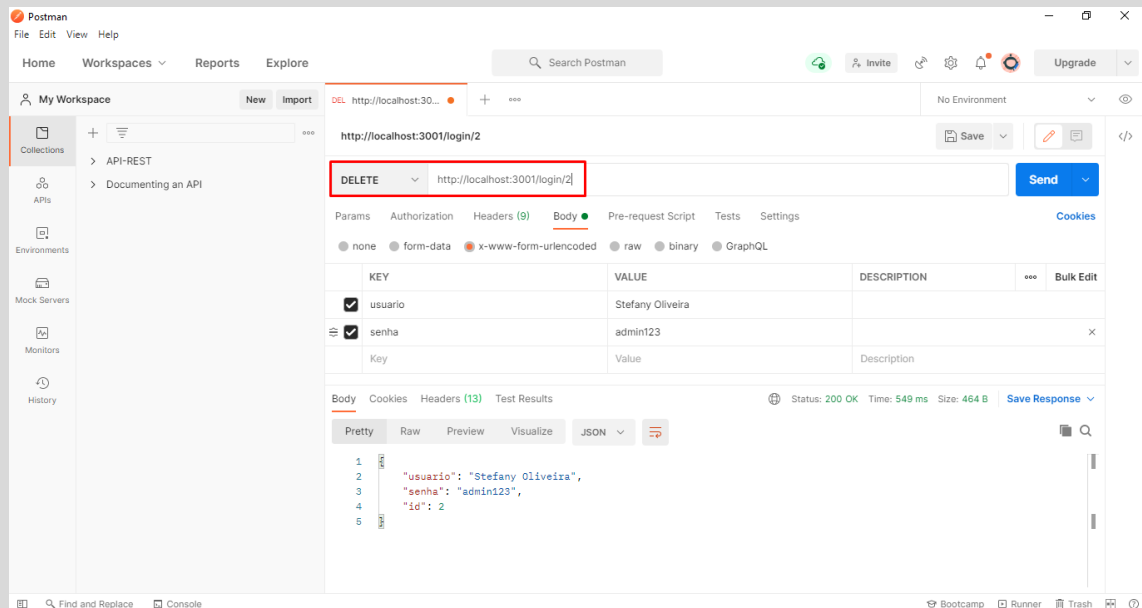 Postman
File Edit View Help
Home Workspaces Reports Explore Search Postman Invite Upgrade
My Workspace New Import DEL http://localhost:30... No Environment
Collections
APIs
Environments
Mock Servers
Monitors
History
API-REST
Documenting an API
http://localhost:3001/login/2 Save
DELETE http://localhost:3001/login/2 Send
Params Authorization Headers (9) Body Pre-request Script Tests Settings Cookies
none form-data x-www-form-urlencoded raw binary GraphQL
KEY VALUE DESCRIPTION Bulk Edit
usuario Stefany Oliveira
senha admin123
Key Value Description
Body Cookies Headers (13) Test Results Status: 200 OK Time: 549 ms Size: 464 B Save Response
Pretty Raw Preview Visualize JSON
1 {
2 "usuario": "Stefany Oliveira",
3 "senha": "admin123",
4 "id": 2
5 }
Find and Replace Console Bootcamp Runner Trash